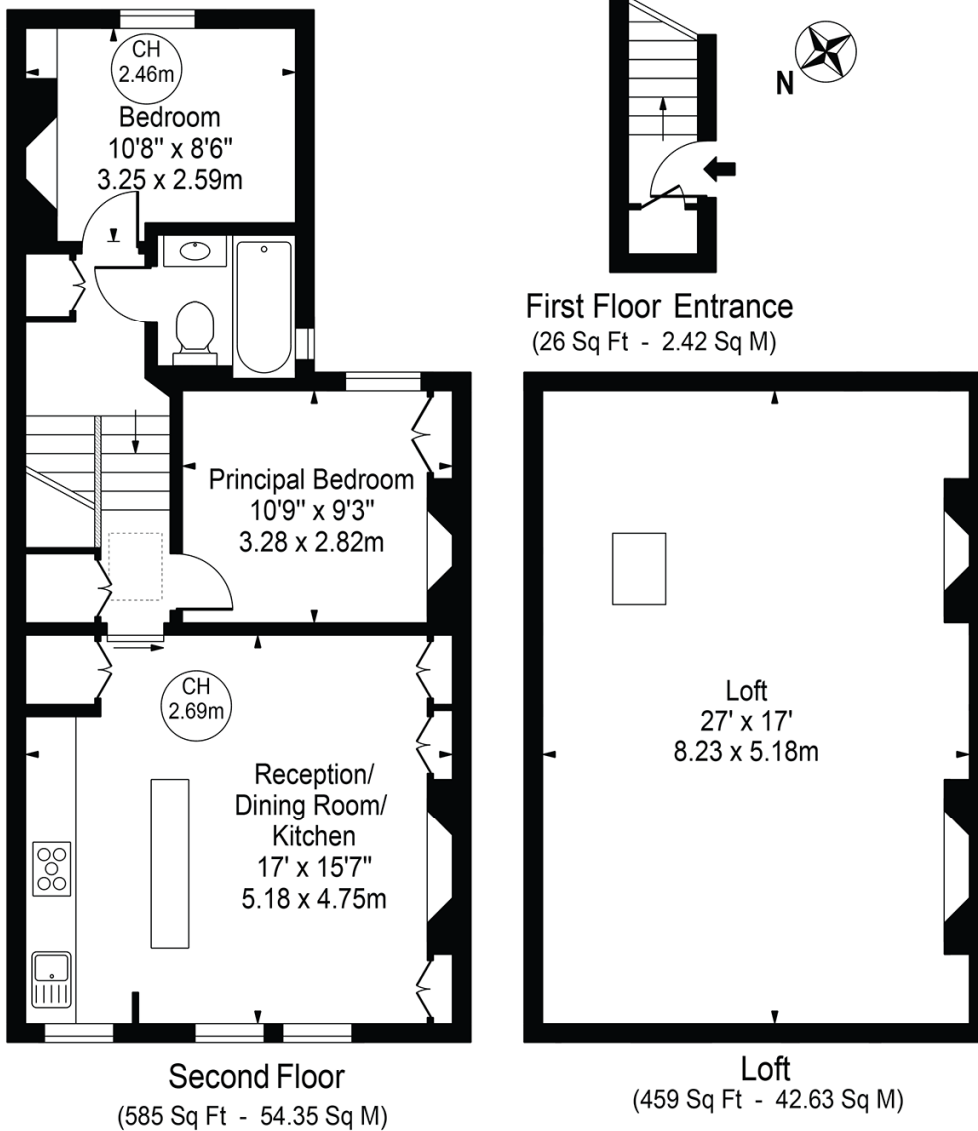 CH
2.46m
Bedroom
10'8" x 8'6"
3.25 x 2.59m
N
First Floor Entrance
(26 Sq Ft - 2.42 Sq M)
Principal Bedroom
10'9" x 9'3"
3.28 x 2.82m
CH
2.69m
Reception/
Dining Room/
Kitchen
17' x 15'7"
5.18 x 4.75m
Second Floor
(585 Sq Ft - 54.35 Sq M)
Loft
27' x 17'
8.23 x 5.18m
Loft
(459 Sq Ft - 42.63 Sq M)